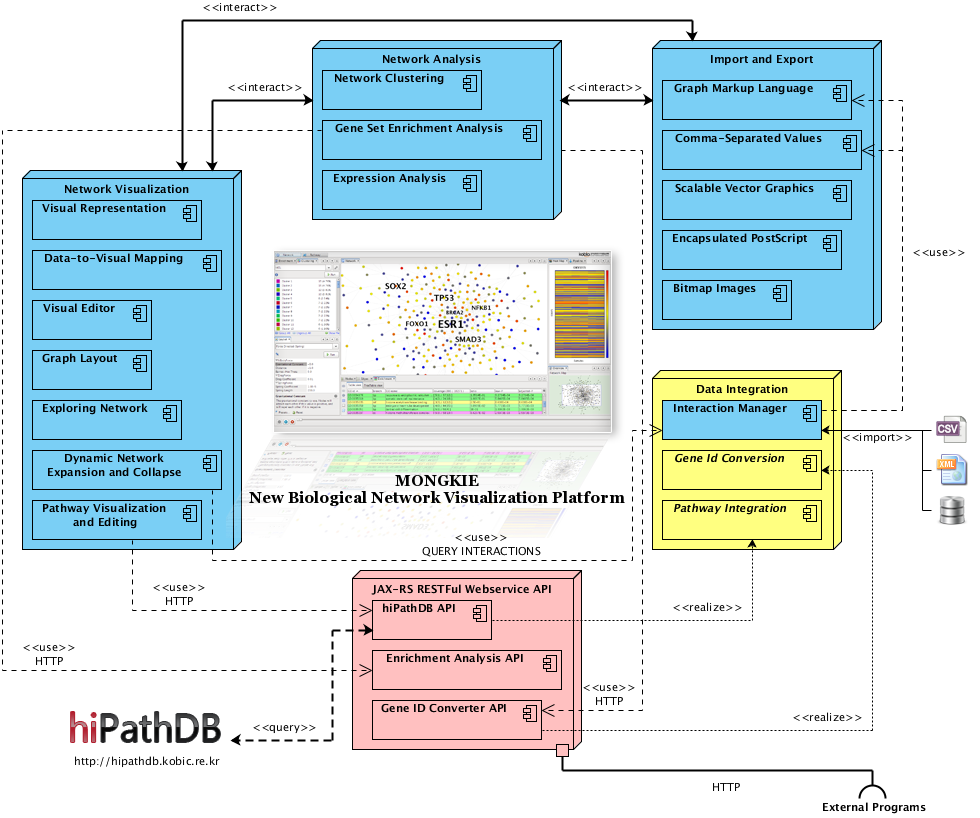 <<interact>>
Network Analysis
Network Clustering
Gene Set Enrichment Analysis
Expression Analysis
<<interact>>
<<interact>>
Import and Export
Graph Markup Language
Comma-Separated Values
Scalable Vector Graphics
Encapsulated PostScript
Bitmap Images
<<use>>
Network Visualization
Visual Representation
Data-to-Visual Mapping
Visual Editor
Graph Layout
Exploring Network
Dynamic Network
Expansion and Collapse
Pathway Visualization
and Editing
SOX2
TP53
NFKB1
BRCA2
FOXO1
ESR1
SMAD3
MONGKIE
New Biological Network Visualization Platform
Data Integration
Interaction Manager
Gene Id Conversion
Pathway Integration
<<import>>
CSV
XML
<<use>>
QUERY INTERACTIONS
<<use>>
HTTP
<<use>>
HTTP
JAX-RS RESTFul Webservice API
hiPathDB API
Enrichment Analysis API
Gene ID Converter API
<<realize>>
<<use>>
HTTP
<<realize>>
hiPathDB
http://hipathdb.kobic.re.kr
<<query>>
HTTP
External Programs